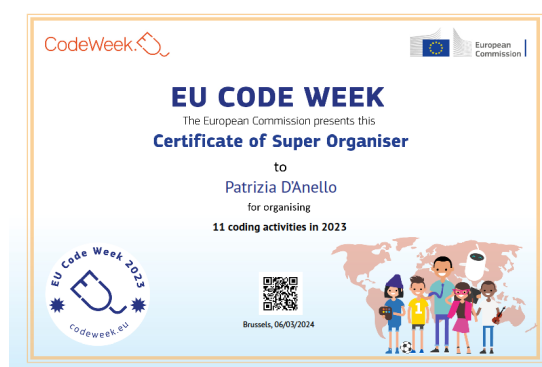 CodeWeek.
European
Commission
EU CODE WEEK
The European Commission presents this
Certificate of Super Organiser
to
Patrizia D'Anello
for organising
11 coding activities in 2023
EU Code Week 2023
codeweek.eu
1
Brussels, 06/03/2024